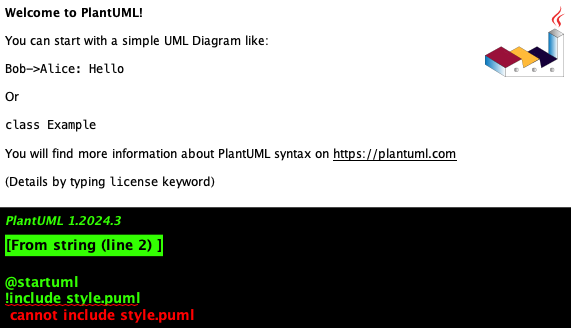 Welcome to PlantUML!
You can start with a simple UML Diagram like:
Bob->Alice: Hello
Or
class Example
You will find more information about PlantUML syntax on https://plantuml.com
(Details by typing license keyword)
PlantUML 1.2024.3
[From string (line 2) ]
@startuml
!include style.puml
cannot include style.puml